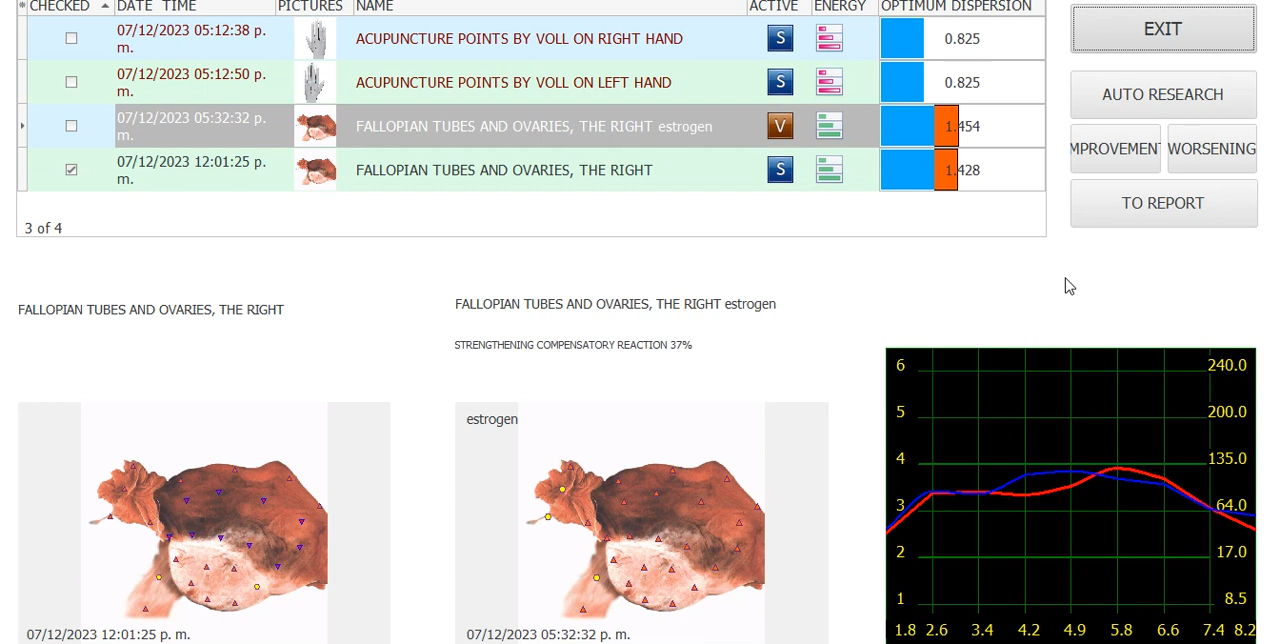 CHECKED DATE TIME PICTURES NAME ACTIVE ENERGY OPTIMUM DISPERSION
07/12/2023 05:12:38 p. m. ACUPUNCTURE POINTS BY VOLL ON RIGHT HAND S 0.825
07/12/2023 05:12:50 p. m. ACUPUNCTURE POINTS BY VOLL ON LEFT HAND S 0.825
07/12/2023 05:32:32 p. m. FALLOPIAN TUBES AND OVARIES, THE RIGHT estrogen V 1.454
07/12/2023 12:01:25 p. m. FALLOPIAN TUBES AND OVARIES, THE RIGHT S 1.428
3 of 4
EXIT
AUTO RESEARCH
MPROVEMENT WORSENING
TO REPORT
FALLOPIAN TUBES AND OVARIES, THE RIGHT
07/12/2023 12:01:25 p. m.
FALLOPIAN TUBES AND OVARIES, THE RIGHT estrogen
STRENGTHENING COMPENSATORY REACTION 37%
estrogen
07/12/2023 05:32:32 p. m.
6 240.0
5 200.0
4 135.0
3 64.0
2 17.0
1 8.5
1.8 2.6 3.4 4.2 4.9 5.8 6.6 7.4 8.2